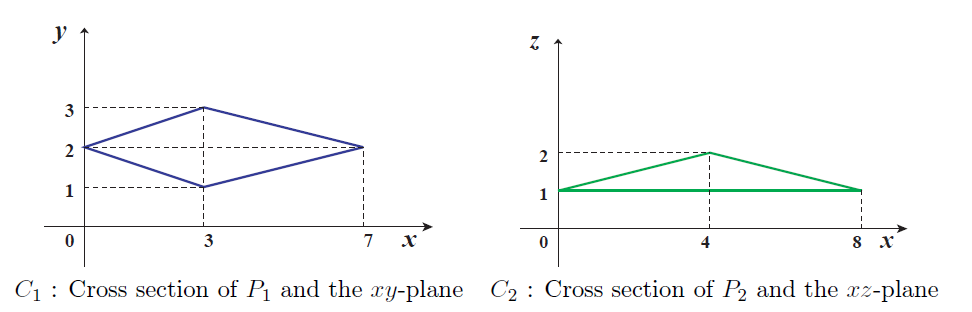 y
3
2
1
0
3
7
x
C₁ : Cross section of P₁ and the xy-plane
z
2
1
0
4
8
x
C₂ : Cross section of P₂ and the xz-plane